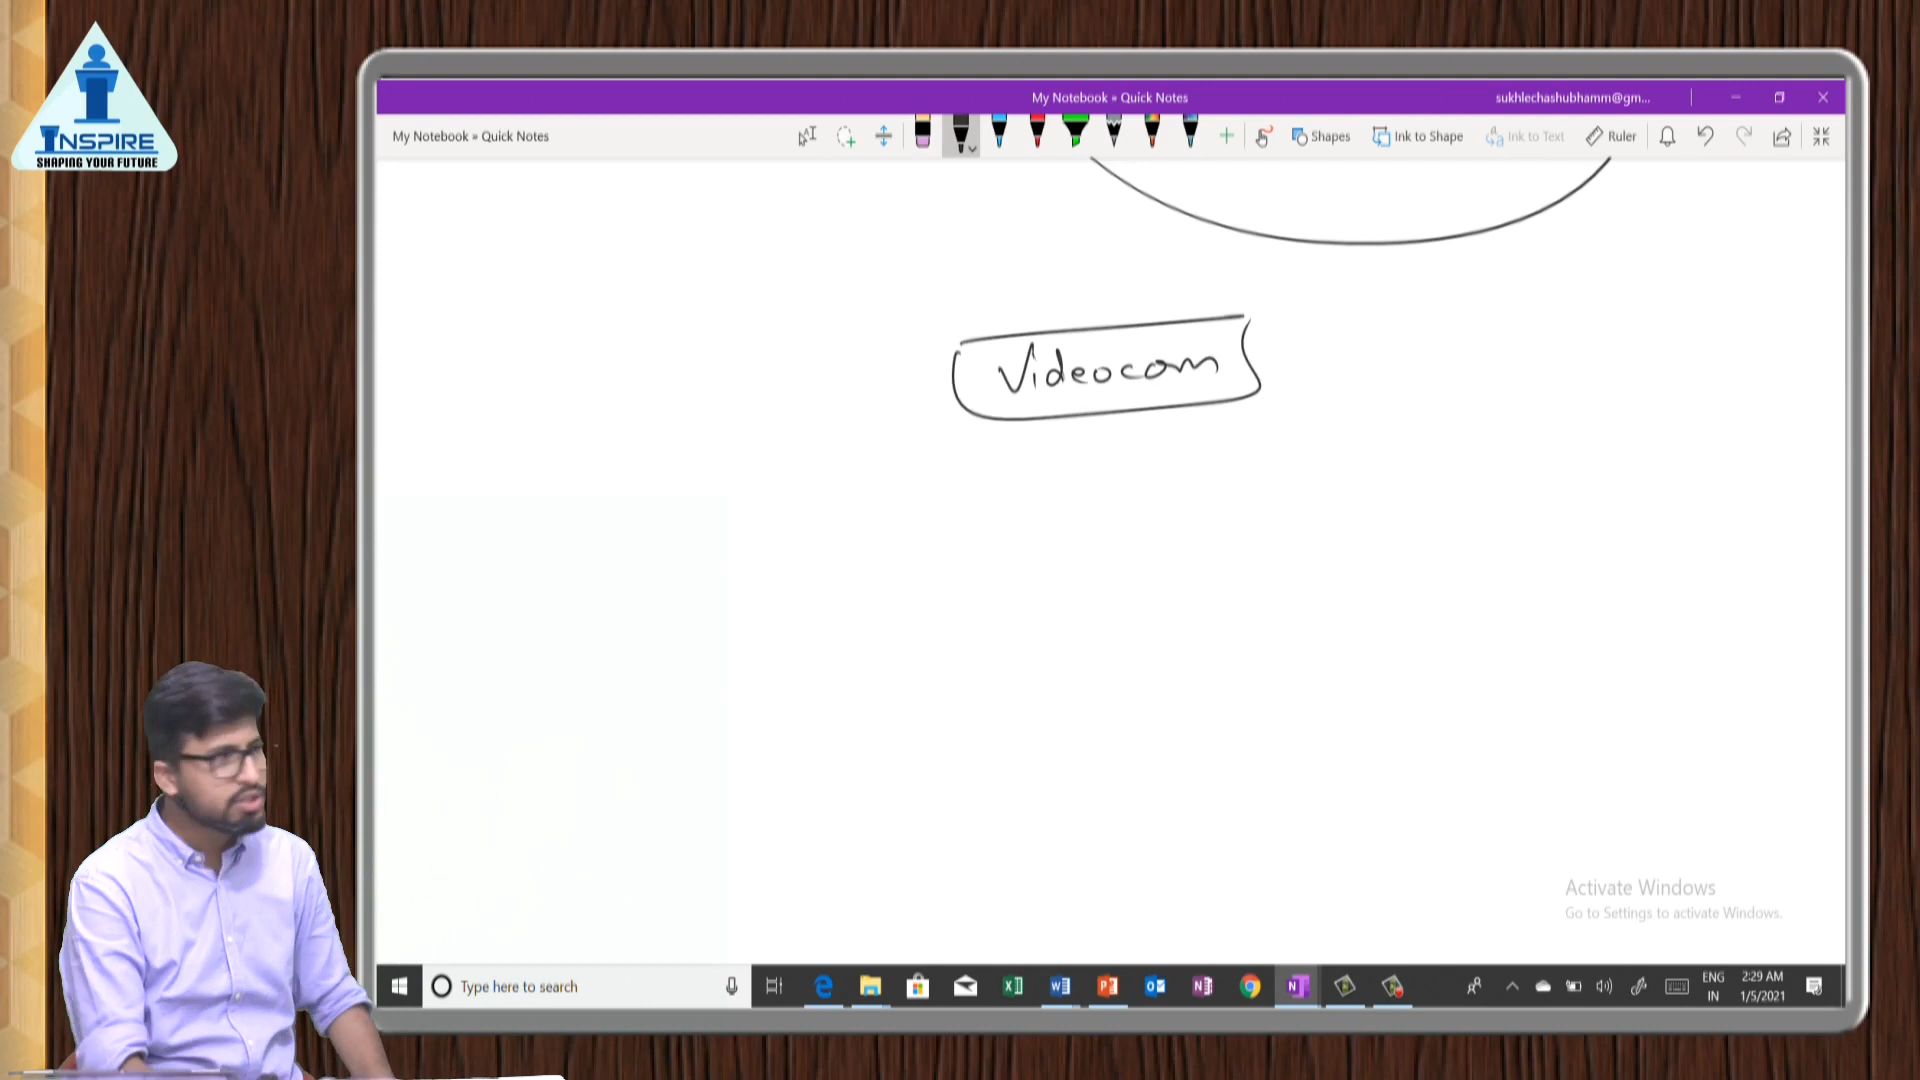 INSPIRE
SHAPING YOUR FUTURE
My Notebook » Quick Notes
sukhlechashubhamm@gm...
My Notebook » Quick Notes
Shapes
Ink to Shape
Ink to Text
Ruler
Videocom
Activate Windows
Go to Settings to activate Windows.
Type here to search
ENG
IN
2:29 AM
1/5/2021